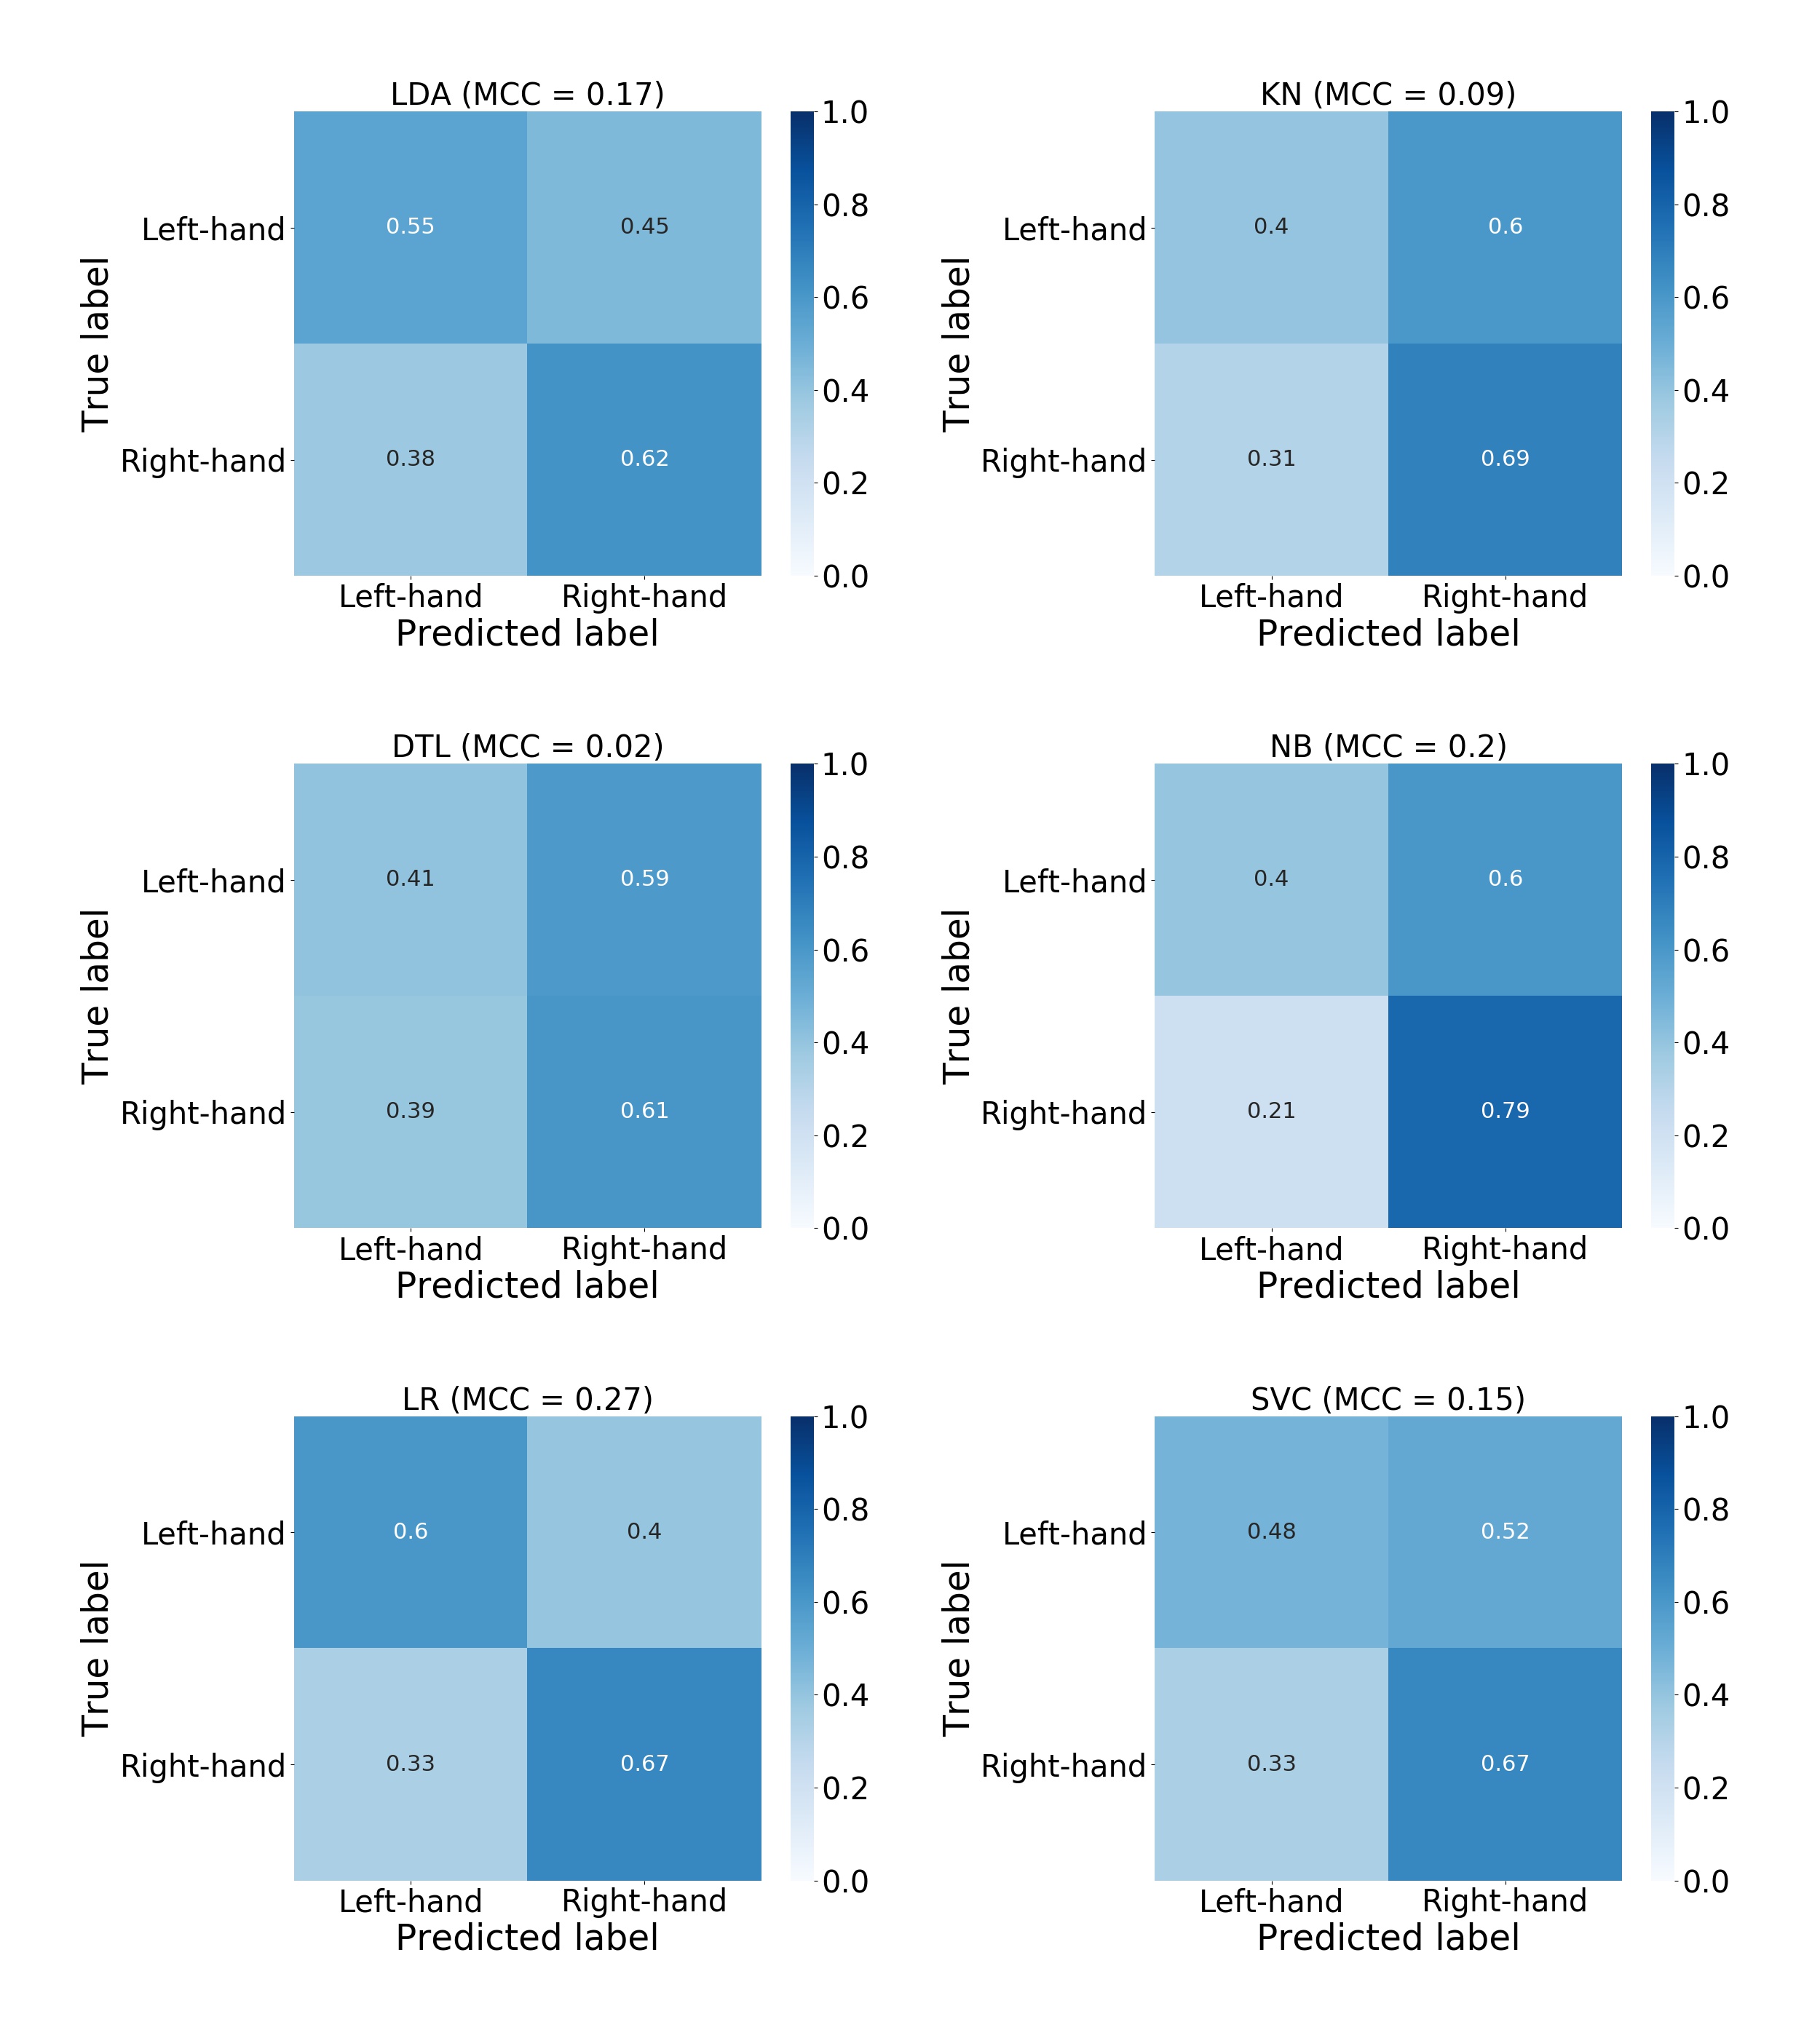 LDA (MCC = 0.17)
True label
Left-hand
Right-hand
0.55 0.45
0.38 0.62
Left-hand Right-hand
Predicted label
1.0
0.8
0.6
0.4
0.2
0.0
KN (MCC = 0.09)
True label
Left-hand
Right-hand
0.4 0.6
0.31 0.69
Left-hand Right-hand
Predicted label
1.0
0.8
0.6
0.4
0.2
0.0
DTL (MCC = 0.02)
True label
Left-hand
Right-hand
0.41 0.59
0.39 0.61
Left-hand Right-hand
Predicted label
1.0
0.8
0.6
0.4
0.2
0.0
NB (MCC = 0.2)
True label
Left-hand
Right-hand
0.4 0.6
0.21 0.79
Left-hand Right-hand
Predicted label
1.0
0.8
0.6
0.4
0.2
0.0
LR (MCC = 0.27)
True label
Left-hand
Right-hand
0.6 0.4
0.33 0.67
Left-hand Right-hand
Predicted label
1.0
0.8
0.6
0.4
0.2
0.0
SVC (MCC = 0.15)
True label
Left-hand
Right-hand
0.48 0.52
0.33 0.67
Left-hand Right-hand
Predicted label
1.0
0.8
0.6
0.4
0.2
0.0